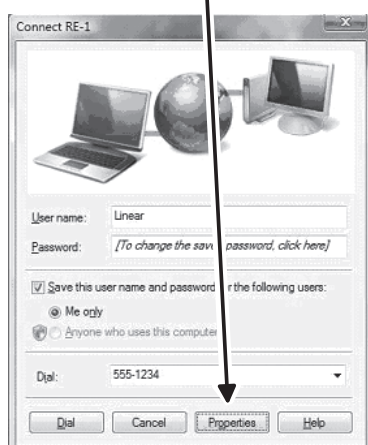 Connect RE-1
User name: Linear
Password: [To change the saved password, click here]
Save this user name and password for the following users:
Me only
Anyone who uses this computer
Dial: 555-1234
Dial Cancel Properties Help